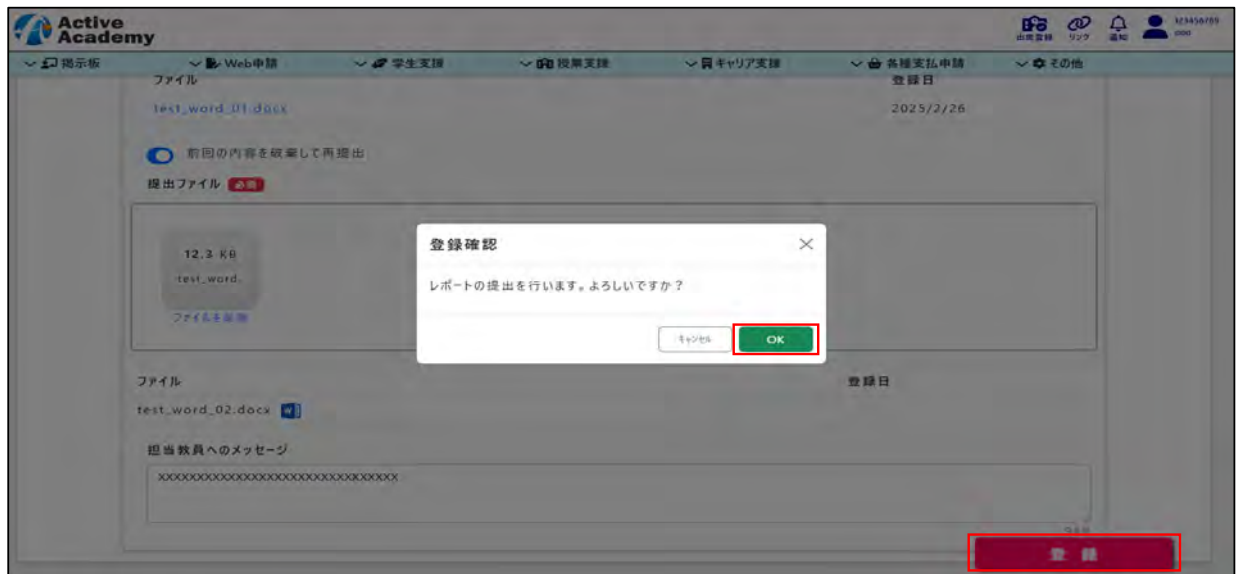 Active
Academy
出席登録 リンク 通知
123456789
掲示板 Web申請 学生支援 授業支援 キャリア支援 各種支払申請 その他
ファイル 登録日
test_word_01.docx 2025/2/26
前回の内容を破棄して再提出
提出ファイル 必須
12.3 KB
test_word.
ファイルを削除
登録確認
レポートの提出を行います。よろしいですか?
キャンセル OK
ファイル 登録日
test_word_02.docx
担当教員へのメッセージ
xxxxxxxxxxxxxxxxxxxxxxxxxxxxxx
登 録